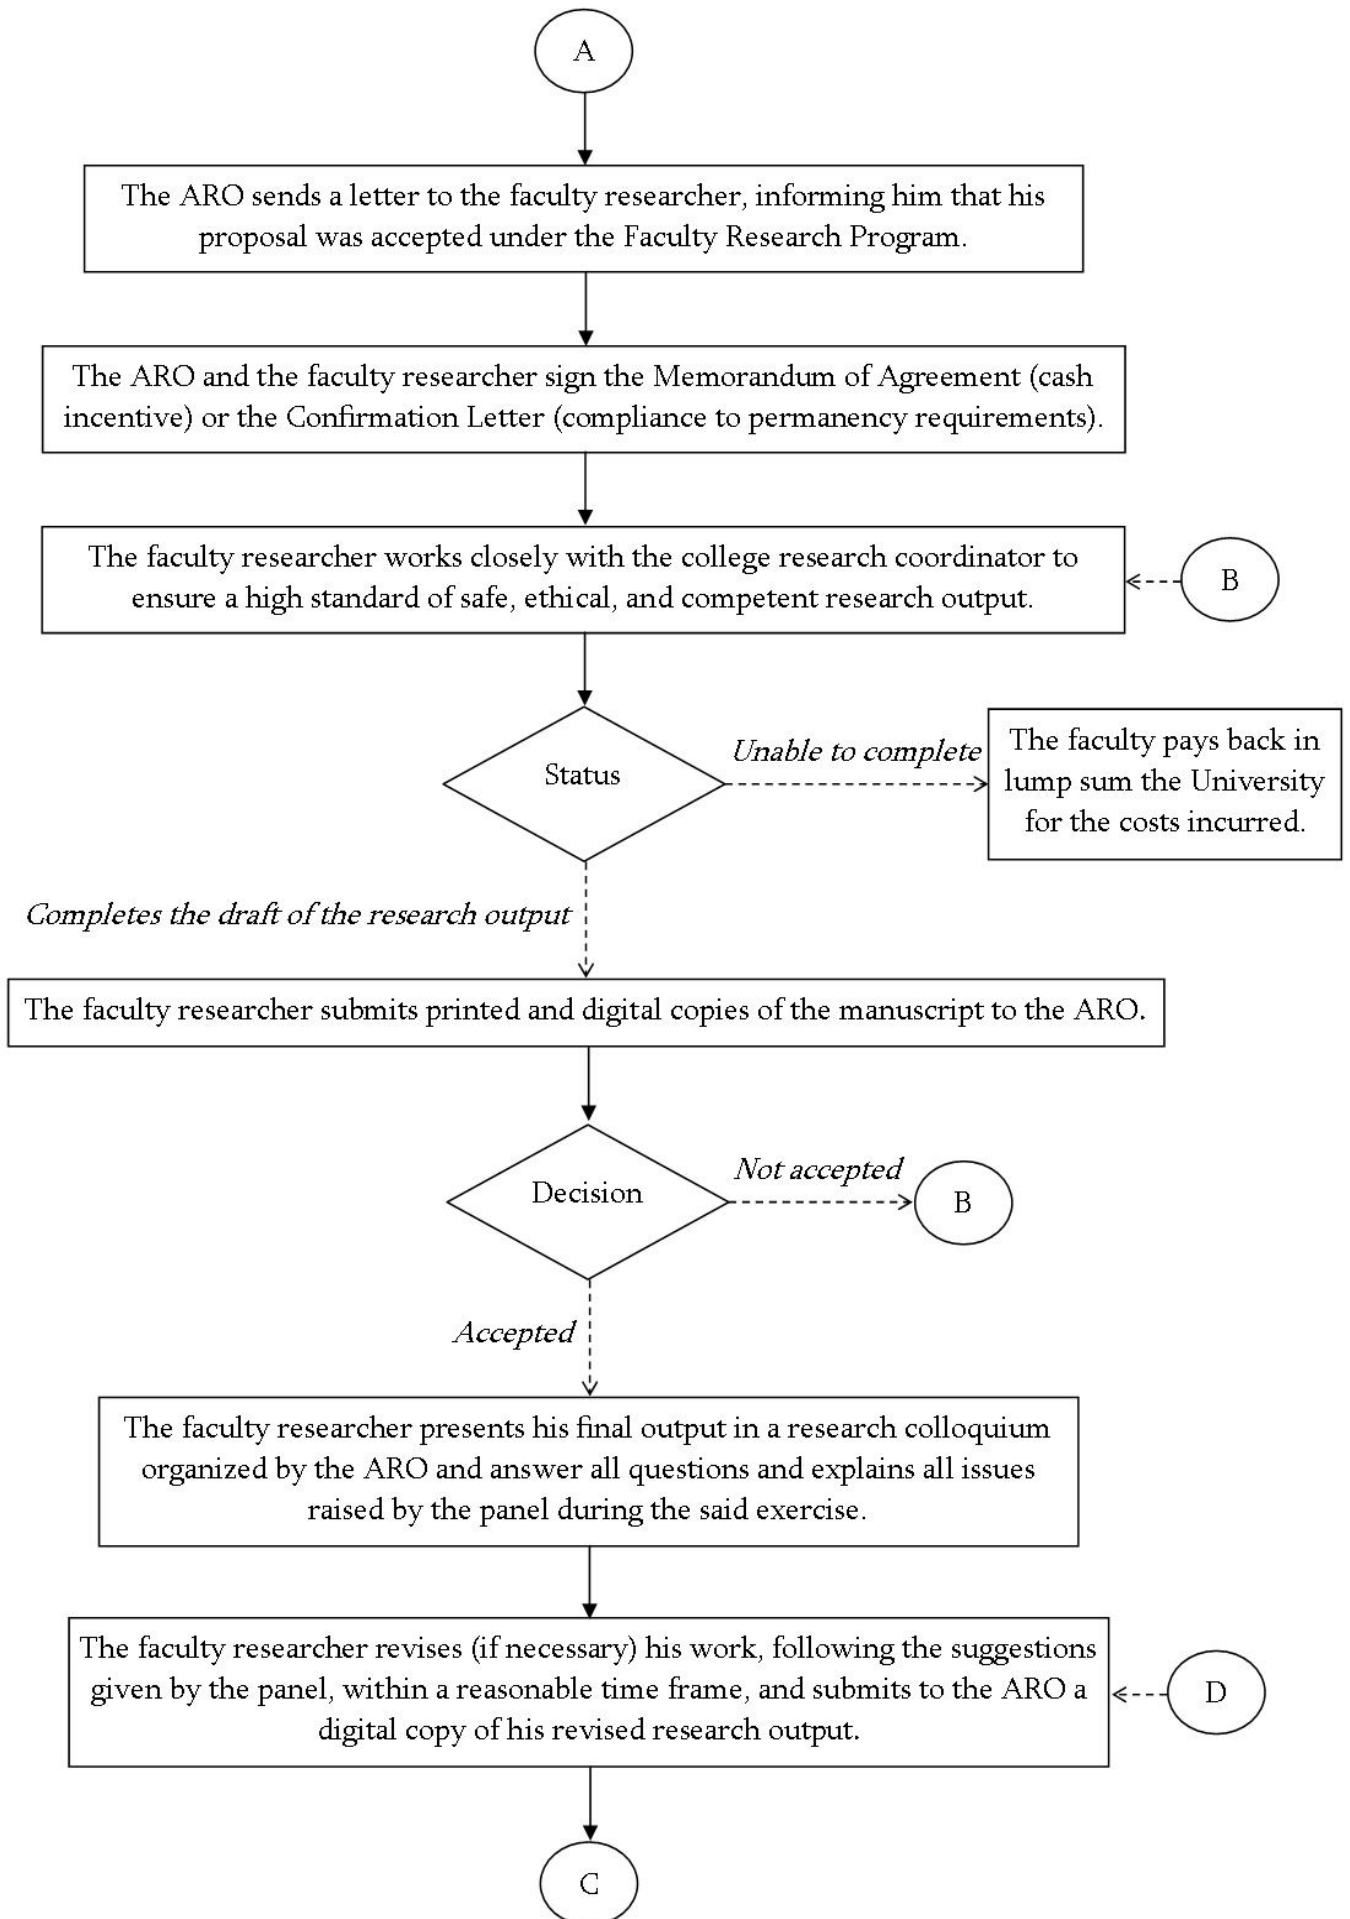 A
The ARO sends a letter to the faculty researcher, informing him that his
proposal was accepted under the Faculty Research Program.
The ARO and the faculty researcher sign the Memorandum of Agreement (cash
incentive) or the Confirmation Letter (compliance to permanency requirements).
The faculty researcher works closely with the college research coordinator to
ensure a high standard of safe, ethical, and competent research output.
B
Status
Unable to complete
The faculty pays back in
lump sum the University
for the costs incurred.
Completes the draft of the research output
The faculty researcher submits printed and digital copies of the manuscript to the ARO.
Decision
Not accepted
B
Accepted
The faculty researcher presents his final output in a research colloquium
organized by the ARO and answer all questions and explains all issues
raised by the panel during the said exercise.
The faculty researcher revises (if necessary) his work, following the suggestions
given by the panel, within a reasonable time frame, and submits to the ARO a
digital copy of his revised research output.
D
C